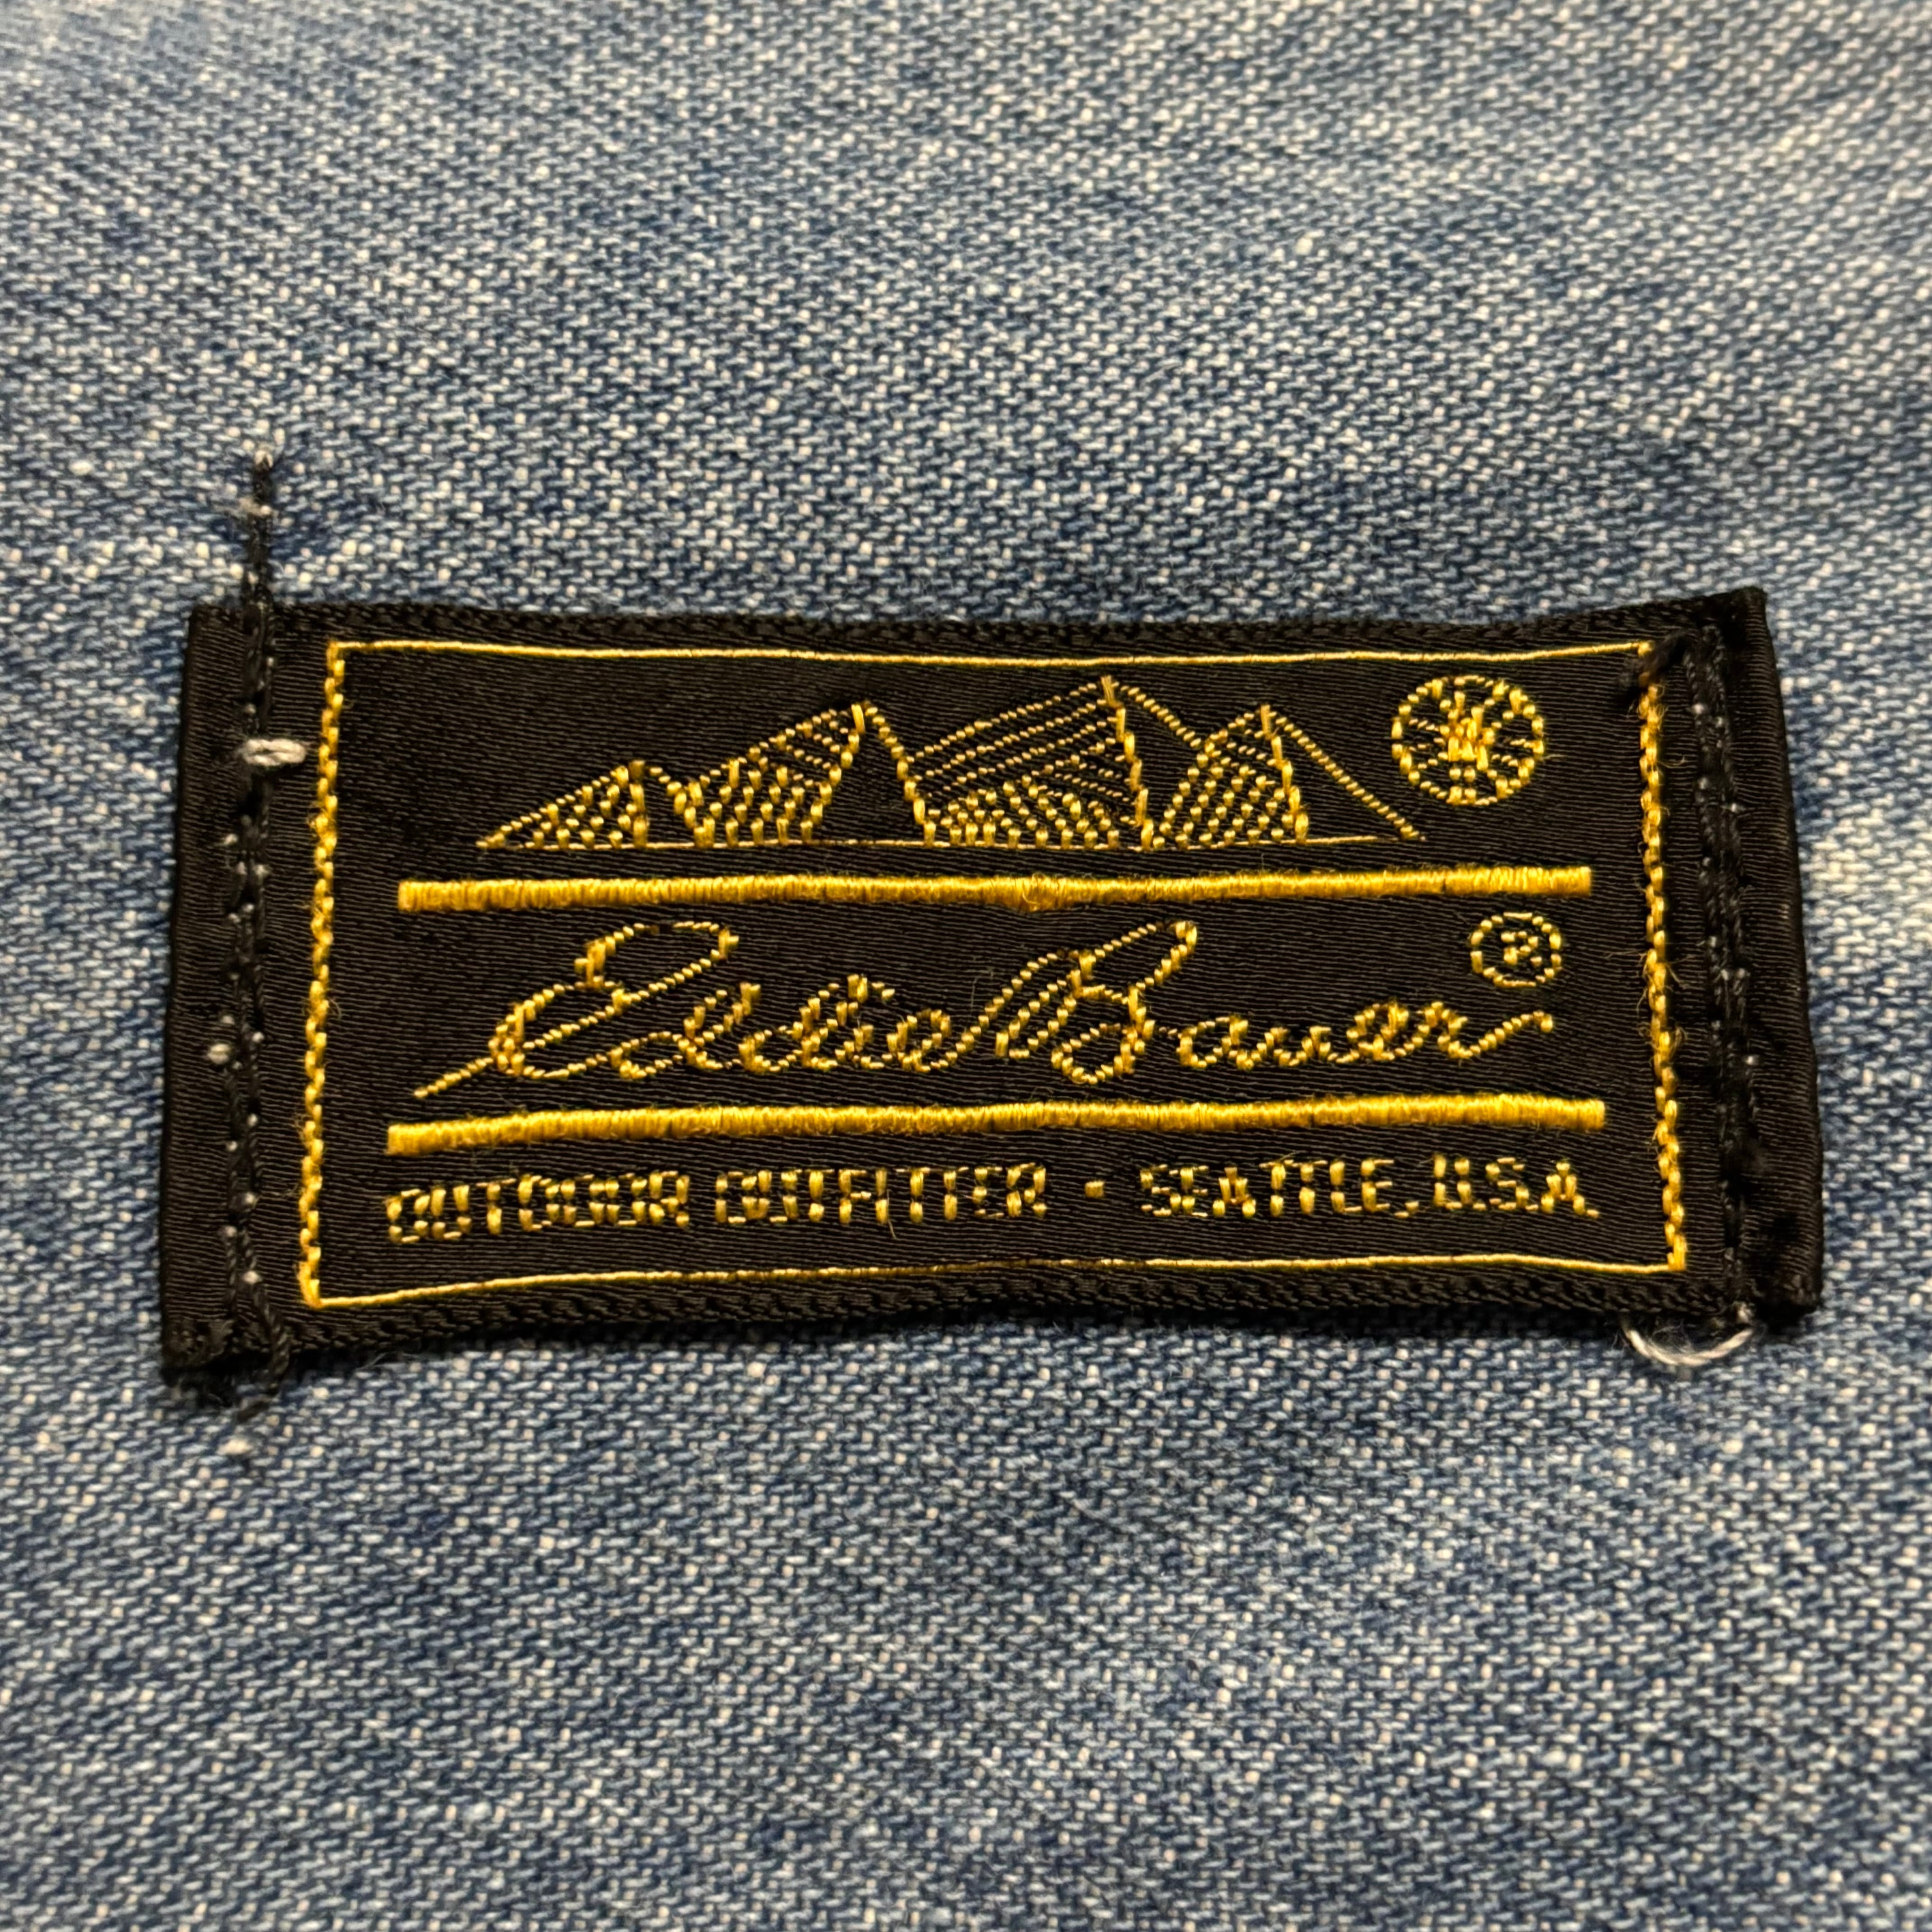 Eddie Bauer ®
OUTDOOR OUTFITTER · SEATTLE, U.S.A.